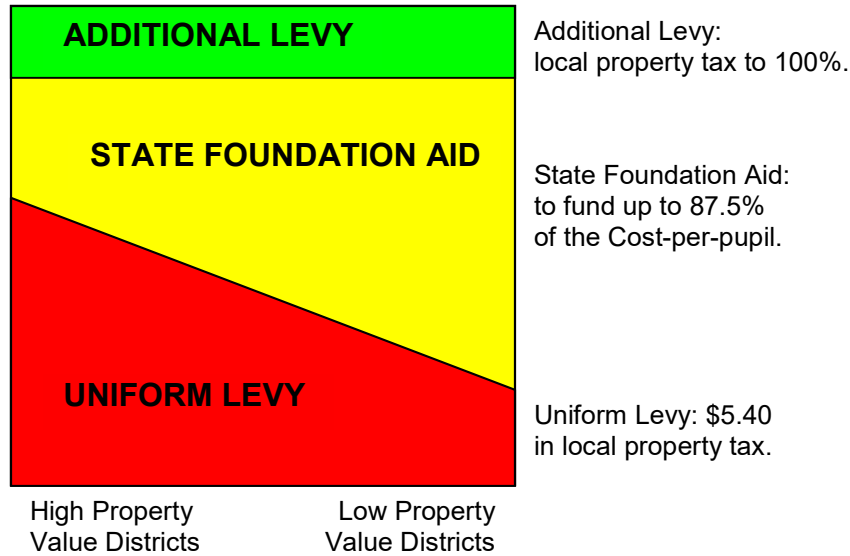 ADDITIONAL LEVY
Additional Levy:
local property tax to 100%.
STATE FOUNDATION AID
State Foundation Aid:
to fund up to 87.5%
of the Cost-per-pupil.
UNIFORM LEVY
Uniform Levy: $5.40
in local property tax.
High Property
Value Districts
Low Property
Value Districts